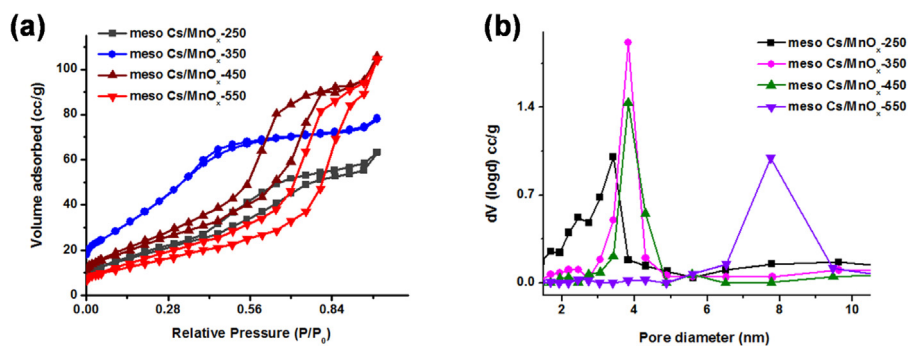 (a)
meso Cs/MnOₓ-250
meso Cs/MnOₓ-350
meso Cs/MnOₓ-450
meso Cs/MnOₓ-550
100
80
60
40
20
0
Volume adsorbed (cc/g)
0.00 0.28 0.56 0.84
Relative Pressure (P/P₀)
(b)
meso Cs/MnOₓ-250
meso Cs/MnOₓ-350
meso Cs/MnOₓ-450
meso Cs/MnOₓ-550
1.4
0.7
0.0
dV (logd) cc/g
2 4 6 8 10
Pore diameter (nm)